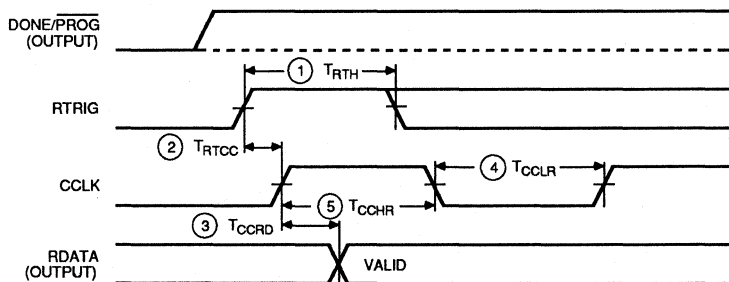 DONE/PROG
(OUTPUT)
1 TRTH
RTRIG
2 TRTCC
4 TCCLR
CCLK
5 TCCHR
3 TCCRD
RDATA
(OUTPUT)
VALID